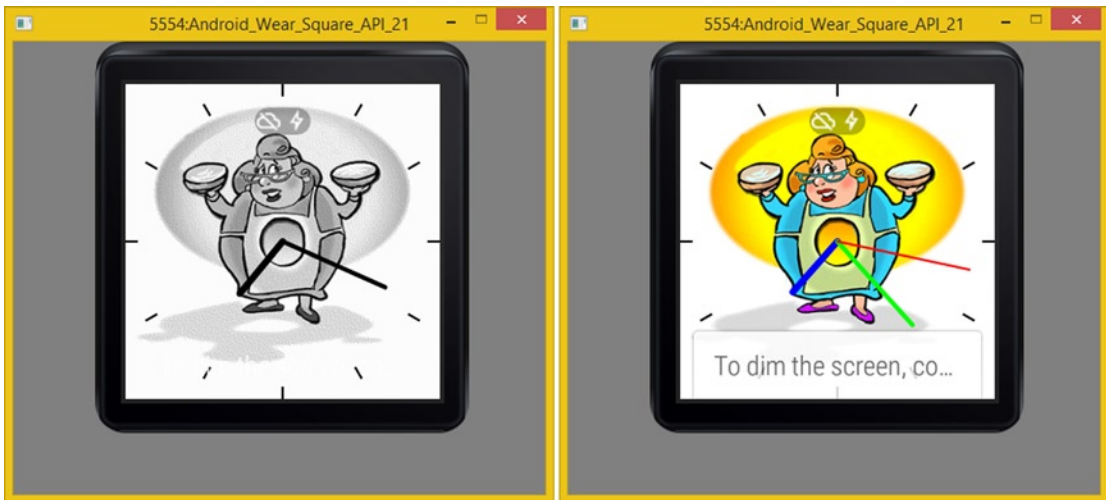 5554:Android_Wear_Square_API_21
5554:Android_Wear_Square_API_21
To dim the screen, co...